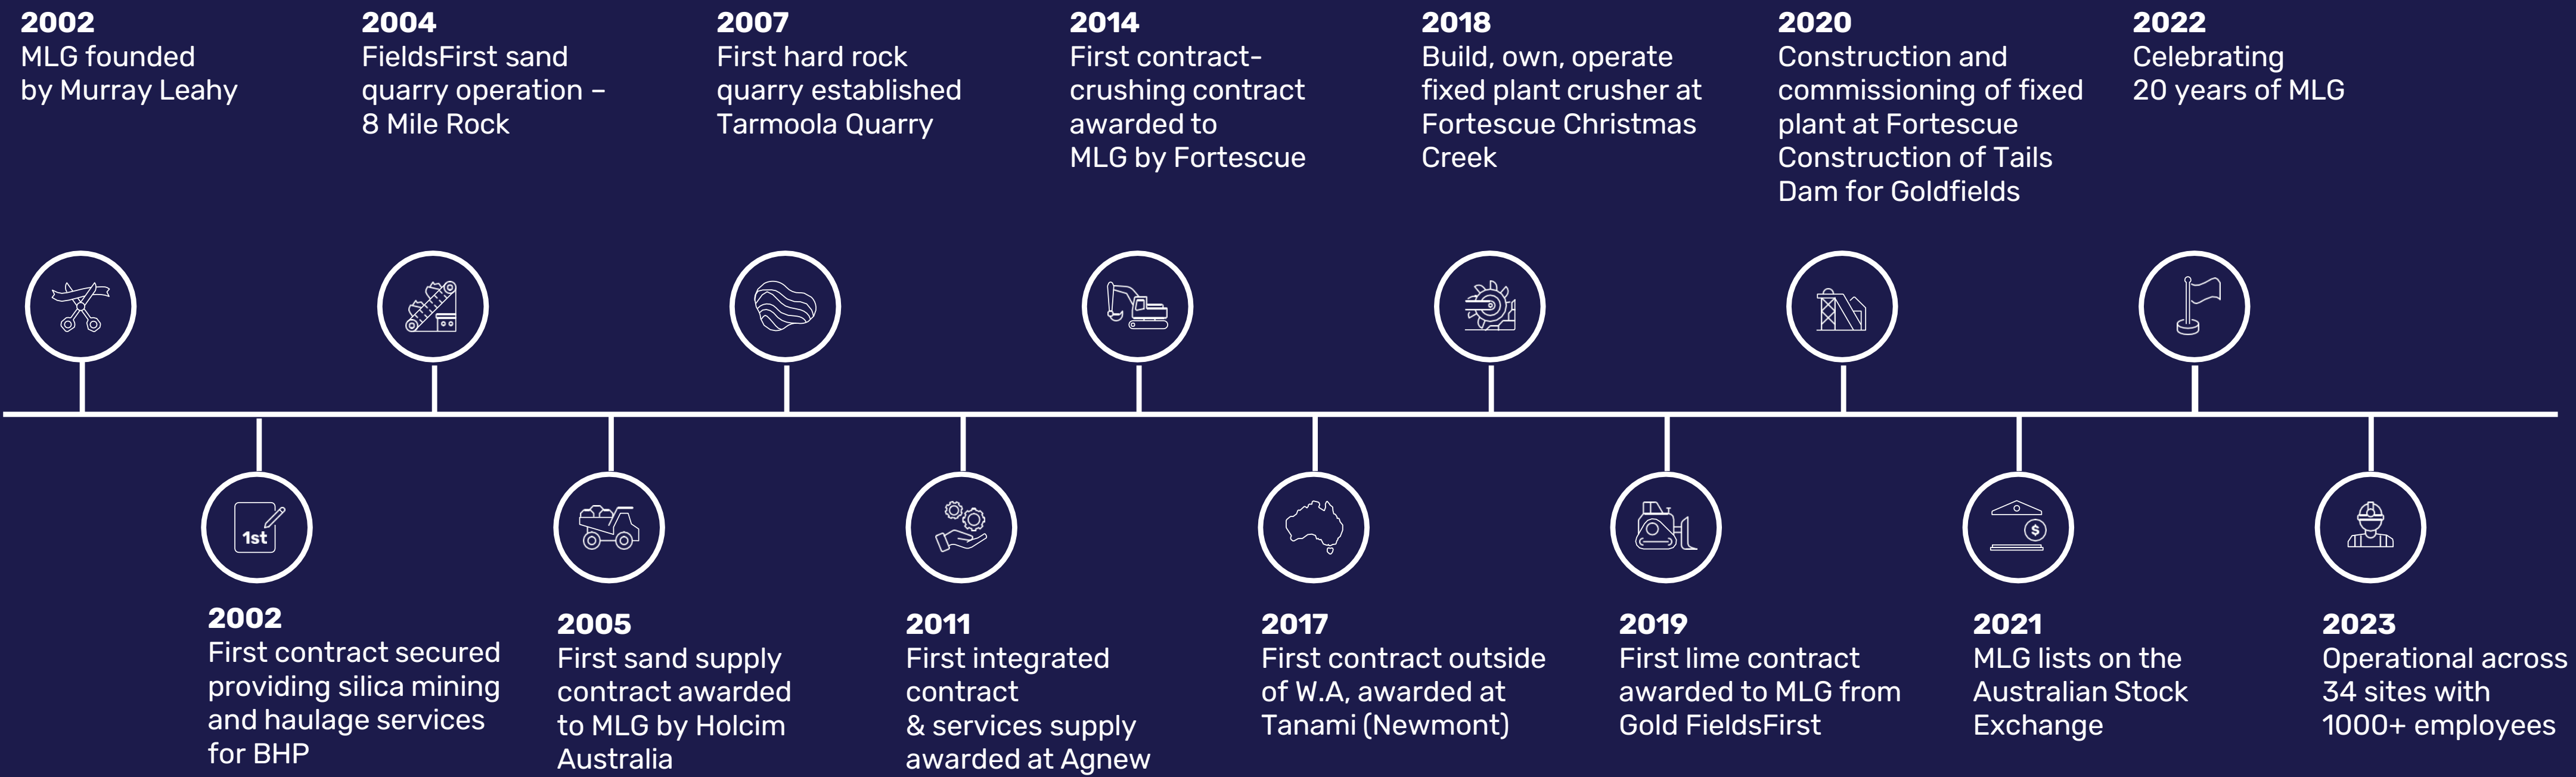 2002
MLG founded
by Murray Leahy
2004
FieldsFirst sand
quarry operation –
8 Mile Rock
2007
First hard rock
quarry established
Tarmoola Quarry
2014
First contract-
crushing contract
awarded to
MLG by Fortescue
2018
Build, own, operate
fixed plant crusher at
Fortescue Christmas
Creek
2020
Construction and
commissioning of fixed
plant at Fortescue
Construction of Tails
Dam for Goldfields
2022
Celebrating
20 years of MLG
1st
$
2002
First contract secured
providing silica mining
and haulage services
for BHP
2005
First sand supply
contract awarded
to MLG by Holcim
Australia
2011
First integrated
contract
& services supply
awarded at Agnew
2017
First contract outside
of W.A, awarded at
Tanami (Newmont)
2019
First lime contract
awarded to MLG from
Gold FieldsFirst
2021
MLG lists on the
Australian Stock
Exchange
2023
Operational across
34 sites with
1000+ employees